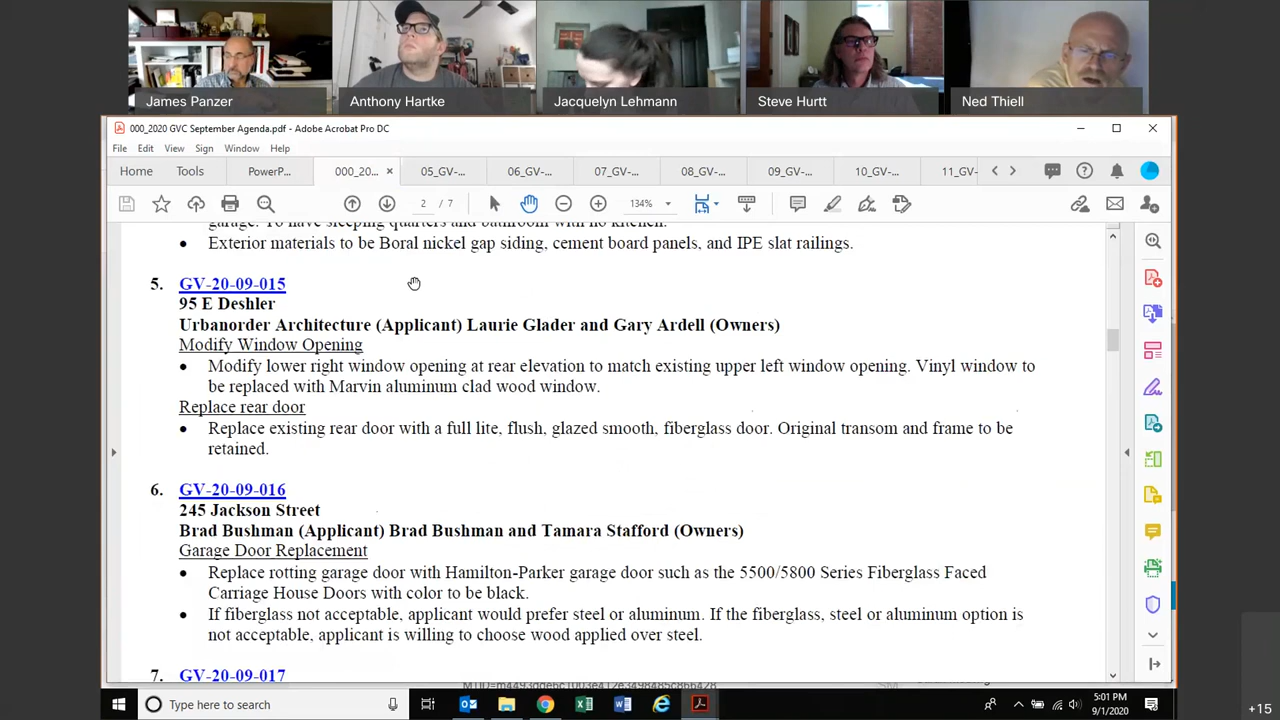 James Panzer
Anthony Hartke
Jacquelyn Lehmann
Steve Hurtt
Ned Thiell
000_2020 GVC September Agenda.pdf - Adobe Acrobat Pro DC
File Edit View Sign Window Help
Home Tools PowerP... 000_20... × 05_GV-... 06_GV-... 07_GV-... 08_GV-... 09_GV-... 10_GV-... 11_GV-
2 / 7 134%
garage. To have sleeping quarters and bathroom with no kitchen.
• Exterior materials to be Boral nickel gap siding, cement board panels, and IPE slat railings.
5. GV-20-09-015
95 E Deshler
Urbanorder Architecture (Applicant) Laurie Glader and Gary Ardell (Owners)
Modify Window Opening
• Modify lower right window opening at rear elevation to match existing upper left window opening. Vinyl window to
be replaced with Marvin aluminum clad wood window.
Replace rear door
• Replace existing rear door with a full lite, flush, glazed smooth, fiberglass door. Original transom and frame to be
retained.
6. GV-20-09-016
245 Jackson Street
Brad Bushman (Applicant) Brad Bushman and Tamara Stafford (Owners)
Garage Door Replacement
• Replace rotting garage door with Hamilton-Parker garage door such as the 5500/5800 Series Fiberglass Faced
Carriage House Doors with color to be black.
• If fiberglass not acceptable, applicant would prefer steel or aluminum. If the fiberglass, steel or aluminum option is
not acceptable, applicant is willing to choose wood applied over steel.
7. GV-20-09-017
Type here to search
5:01 PM
9/1/2020
+15